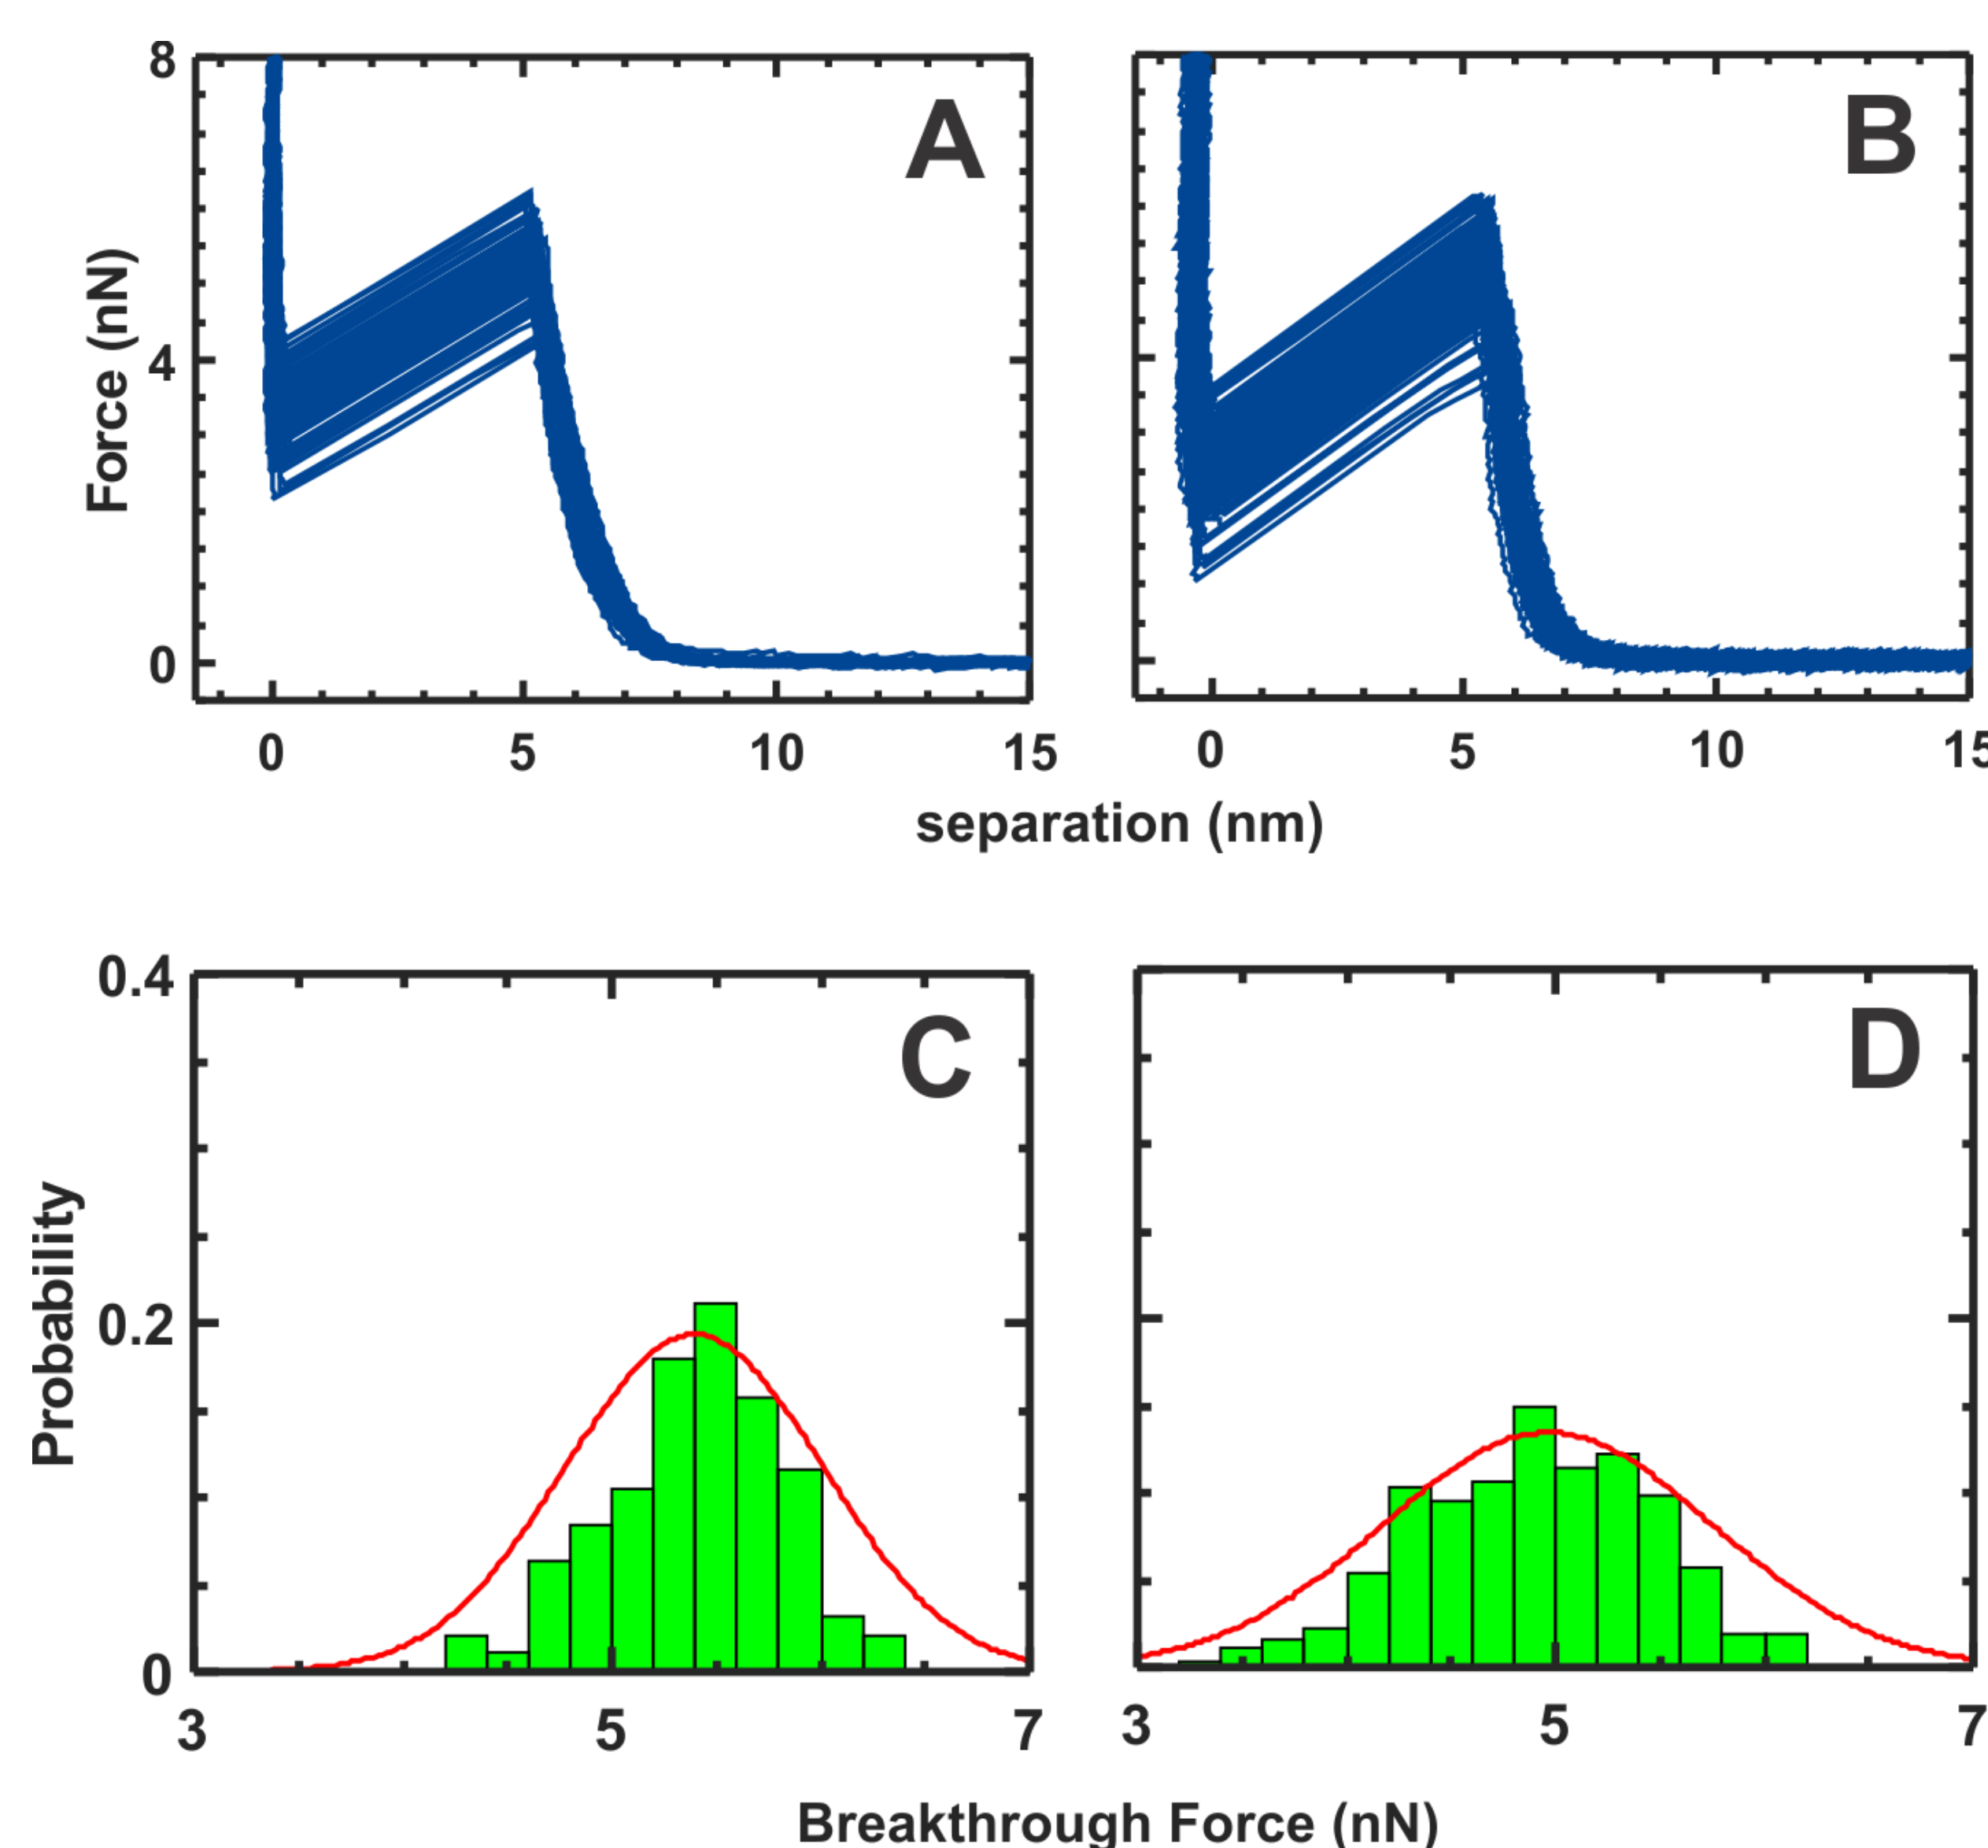 A
B
8
4
0
Force (nN)
0 5 10 15
0 5 10 15
separation (nm)
C
D
0.4
0.2
0
Probability
3 5 7
3 5 7
Breakthrough Force (nN)